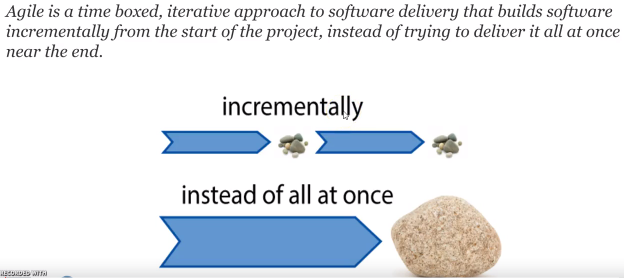 Agile is a time boxed, iterative approach to software delivery that builds software
incrementally from the start of the project, instead of trying to deliver it all at once
near the end.
incrementally
instead of all at once
RECORDED WITH